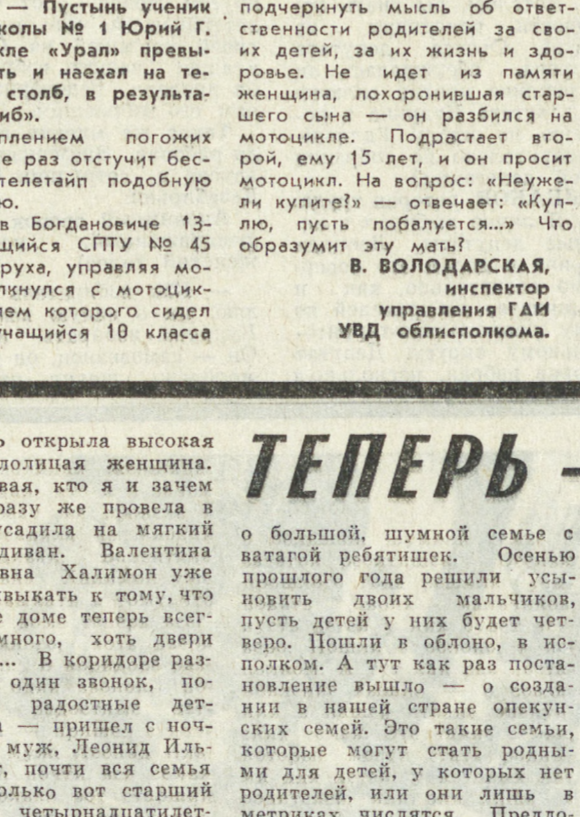 — Пустынь ученик
колы № 1 Юрий Г.
кле «Урал» превы-
ть и наехал на те-
столб, в результа-
иб».
плением погожих
е раз отстучит бес-
телетайп подобную
ю.
в Богдановиче 13-
щийся СПТУ № 45
руха, управляя мо-
лкнулся с мотоцик-
ем которого сидел
учащийся 10 класса
подчеркнуть мысль об ответ-
ственности родителей за сво-
их детей, за их жизнь и здо-
ровье. Не идет из памяти
женщина, похоронившая стар-
шего сына — он разбился на
мотоцикле. Подрастает вто-
рой, ему 15 лет, и он просит
мотоцикл. На вопрос: «Неуже-
ли купите?» — отвечает: «Куп-
лю, пусть побалуется...» Что
образумит эту мать?
В. ВОЛОДАРСКАЯ,
инспектор
управления ГАИ
УВД облисполкома.
ь открыла высокая
лолицая женщина.
вая, кто я и зачем
разу же провела в
усадила на мягкий
диван. Валентина
вна Халимон уже
ивыкать к тому, что
е доме теперь всег-
много, хоть двери
... В коридоре раз-
один звонок, по-
радостные дет-
— пришел с ноч-
муж, Леонид Иль-
, почти вся семья
олько вот старший
четырнадцатилет-
ТЕПЕРЬ —
о большой, шумной семье с
ватагой ребятишек. Осенью
прошлого года решили усы-
новить двоих мальчиков,
пусть детей у них будет чет-
веро. Пошли в облоно, в ис-
полком. А тут как раз поста-
новление вышло — о созда-
нии в нашей стране опекун-
ских семей. Это такие семьи,
которые могут стать родны-
ми для детей, у которых нет
родителей, или они лишь в
метриках числятся. Предло-